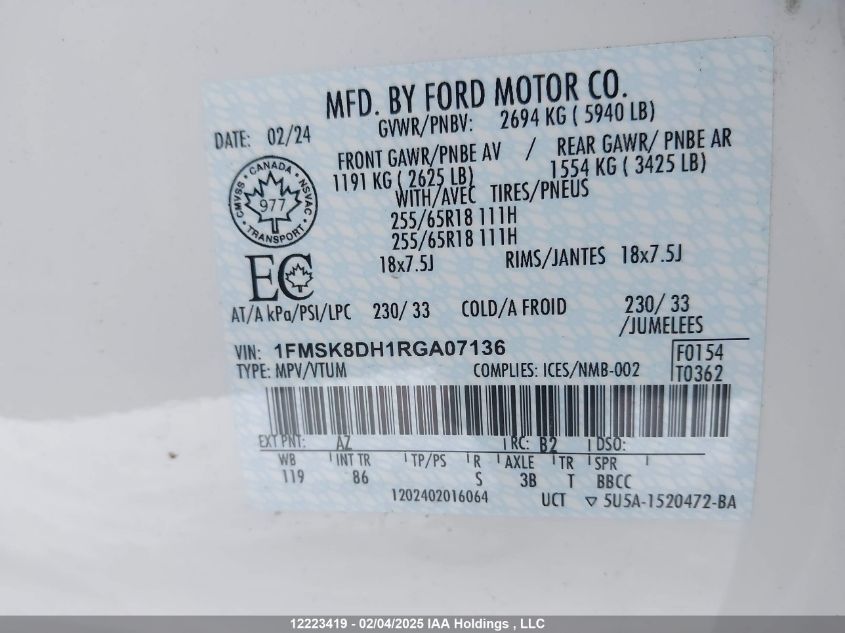 MFD. BY FORD MOTOR CO.
DATE: 02/24
GVWR/PNBV: 2694 KG ( 5940 LB)
FRONT GAWR/PNBE AV / REAR GAWR/ PNBE AR
1191 KG ( 2625 LB) 1554 KG ( 3425 LB)
WITH/AVEC TIRES/PNEUS
255/65R18 111H
255/65R18 111H
18x7.5J RIMS/JANTES 18x7.5J
CANADA
CMVSS NSVAC
977
TRANSPORT
EC
AT/A kPa/PSI/LPC 230/ 33 COLD/A FROID 230/ 33
/JUMELEES
VIN: 1FMSK8DH1RGA07136 F0154
TYPE: MPV/VTUM COMPLIES: ICES/NMB-002 T0362
EXT PNT: AZ RC: B2 DSO:
WB INT TR TP/PS R AXLE TR SPR
119 86 S 3B T BBCC
1202402016064 UCT ▽ 5U5A-1520472-BA
12223419 - 02/04/2025 IAA Holdings , LLC